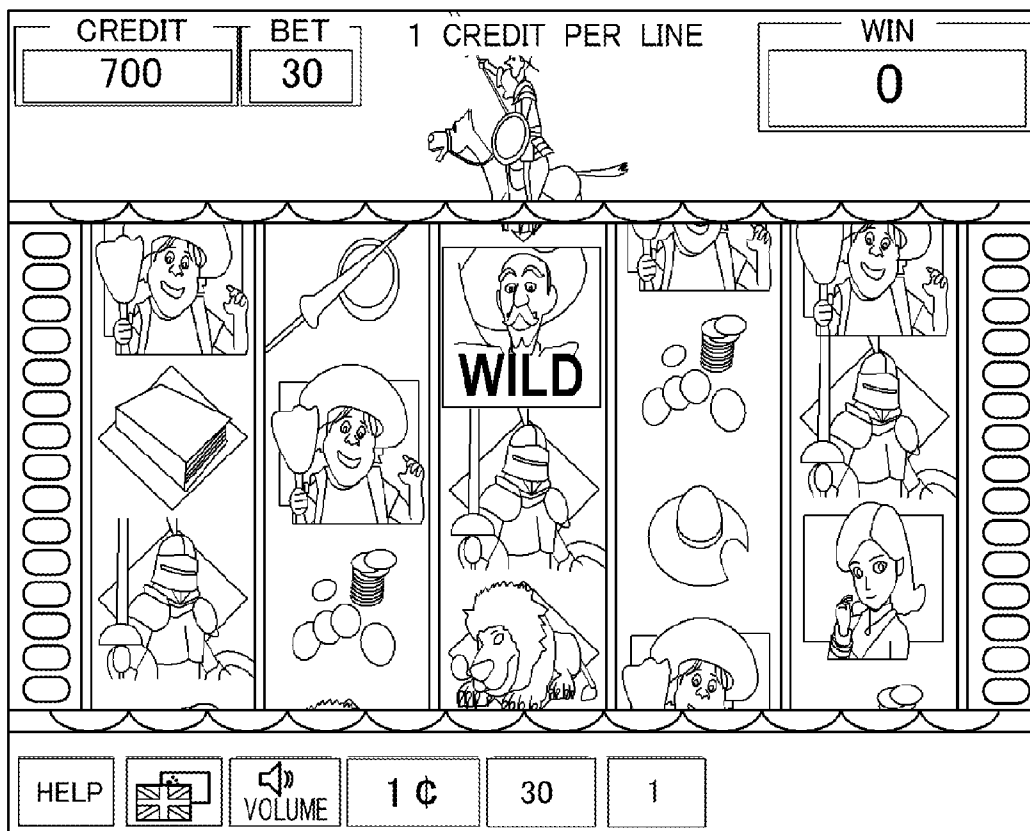 CREDIT
700
BET
30
1 CREDIT PER LINE
WIN
0
WILD
HELP
VOLUME
1 ¢
30
1